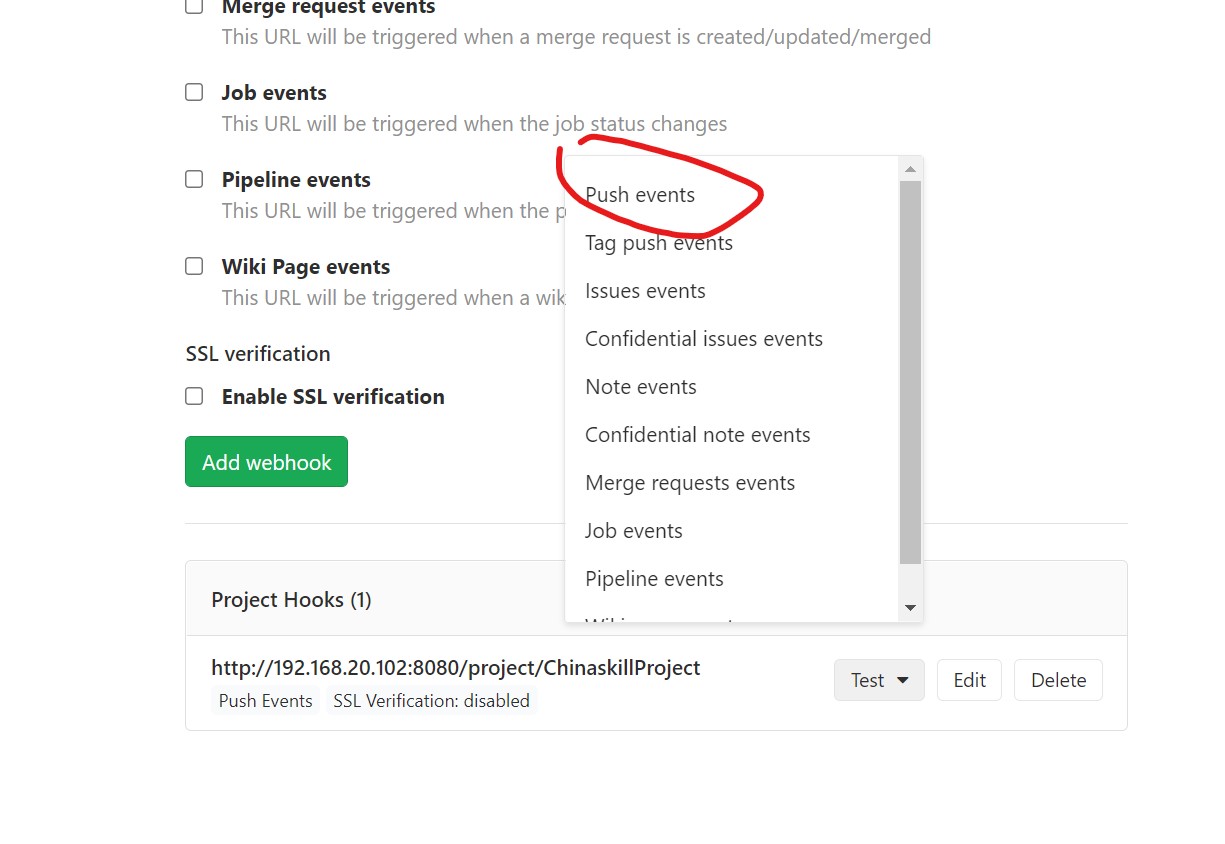 Merge request events
This URL will be triggered when a merge request is created/updated/merged
Job events
This URL will be triggered when the job status changes
Pipeline events
This URL will be triggered when the p
Wiki Page events
This URL will be triggered when a wik
SSL verification
Enable SSL verification
Add webhook
Push events
Tag push events
Issues events
Confidential issues events
Note events
Confidential note events
Merge requests events
Job events
Pipeline events
Project Hooks (1)
http://192.168.20.102:8080/project/ChinaskillProject
Push Events SSL Verification: disabled
Test Edit Delete